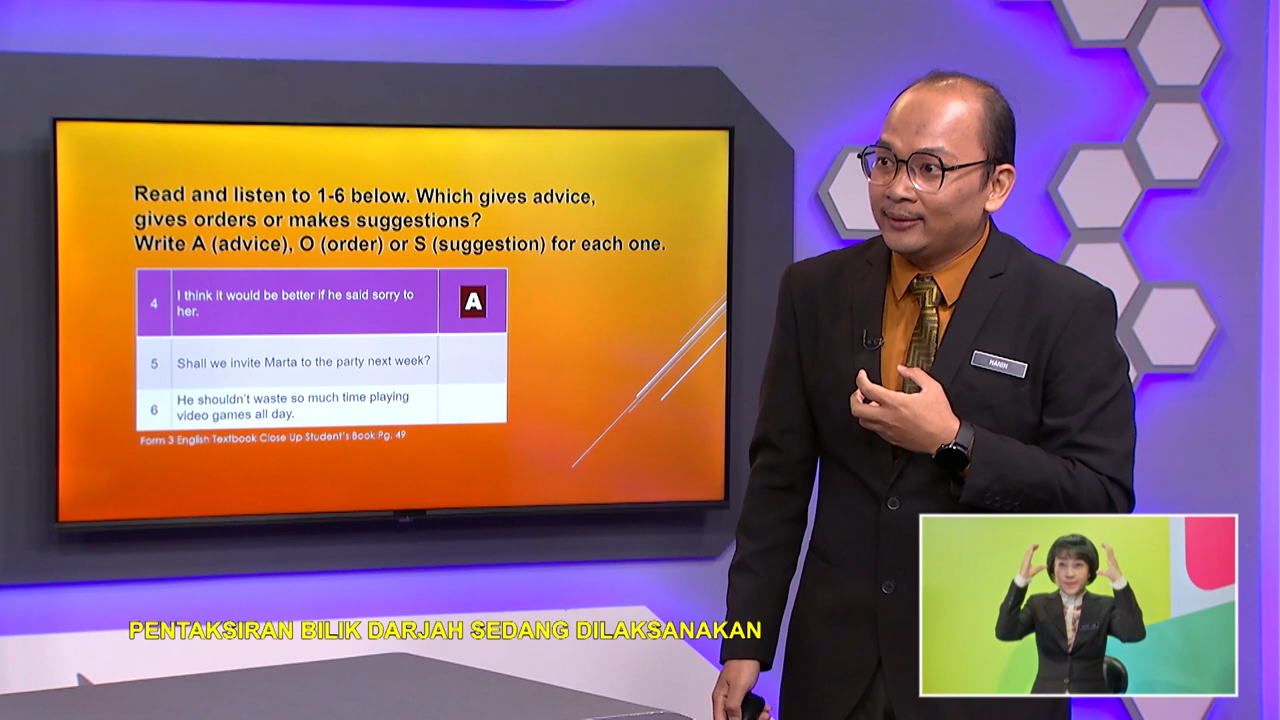 Read and listen to 1-6 below. Which gives advice,
gives orders or makes suggestions?
Write A (advice), O (order) or S (suggestion) for each one.
4 I think it would be better if he said sorry to
her.
A
5 Shall we invite Marta to the party next week?
6 He shouldn't waste so much time playing
video games all day.
Form 3 English Textbook Close Up Student's Book Pg. 49
HANIN
PENTAKSIRAN BILIK DARJAH SEDANG DILAKSANAKAN